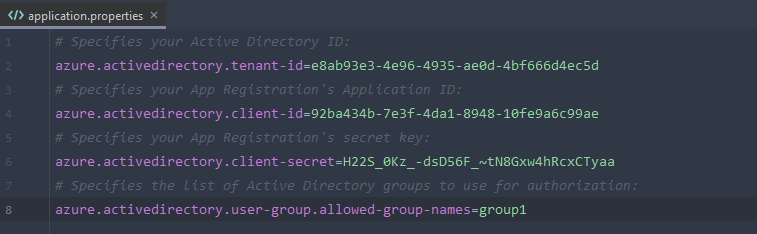 application.properties
1 # Specifies your Active Directory ID:
2 azure.activedirectory.tenant-id=e8ab93e3-4e96-4935-ae0d-4bf666d4ec5d
3 # Specifies your App Registration's Application ID:
4 azure.activedirectory.client-id=92ba434b-7e3f-4da1-8948-10fe9a6c99ae
5 # Specifies your App Registration's secret key:
6 azure.activedirectory.client-secret=H22S_0Kz_-dsD56F_~tN8Gxw4hRcxCTyaa
7 # Specifies the list of Active Directory groups to use for authorization:
8 azure.activedirectory.user-group.allowed-group-names=group1